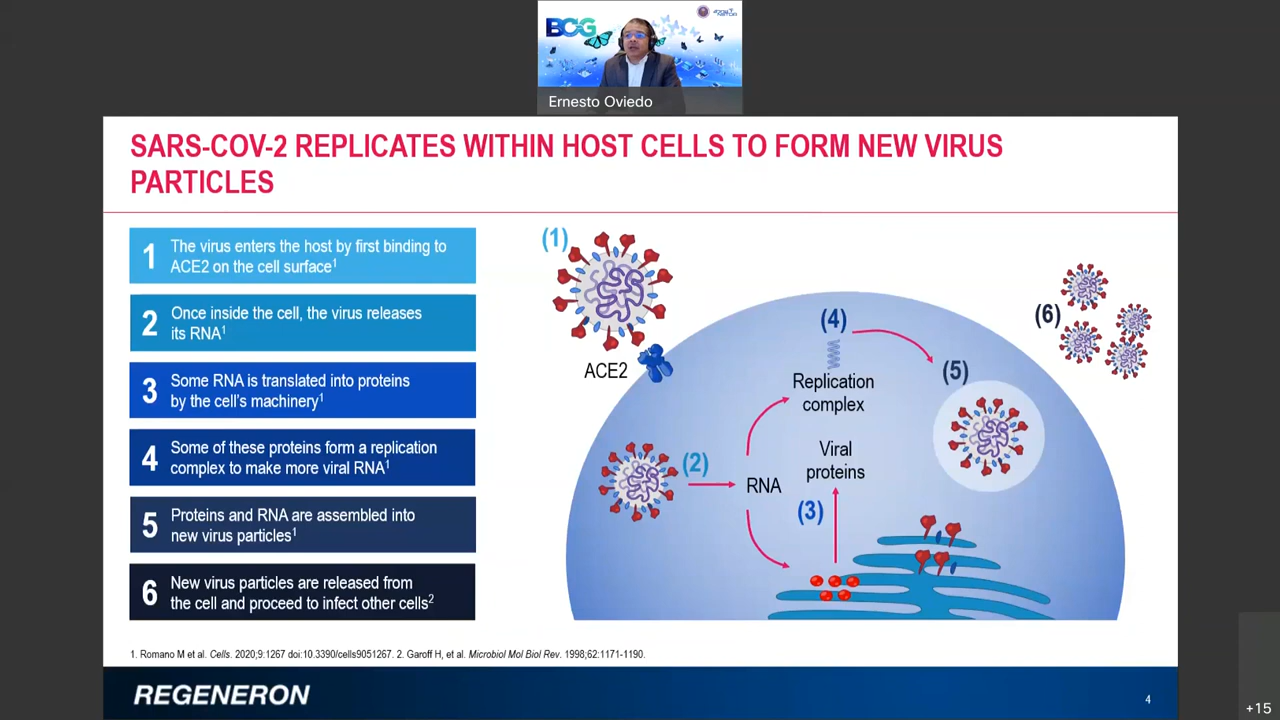 BCG
Ernesto Oviedo
SARS-COV-2 REPLICATES WITHIN HOST CELLS TO FORM NEW VIRUS
PARTICLES
1
The virus enters the host by first binding to
ACE2 on the cell surface1
2
Once inside the cell, the virus releases
its RNA1
3
Some RNA is translated into proteins
by the cell's machinery1
4
Some of these proteins form a replication
complex to make more viral RNA1
5
Proteins and RNA are assembled into
new virus particles1
6
New virus particles are released from
the cell and proceed to infect other cells2
(1)
ACE2
(2)
RNA
(3)
Viral
proteins
(4)
Replication
complex
(5)
(6)
1. Romano M et al. Cells. 2020;9:1267 doi:10.3390/cells9051267. 2. Garoff H, et al. Microbiol Mol Biol Rev. 1998;62:1171-1190.
REGENERON
4
+15